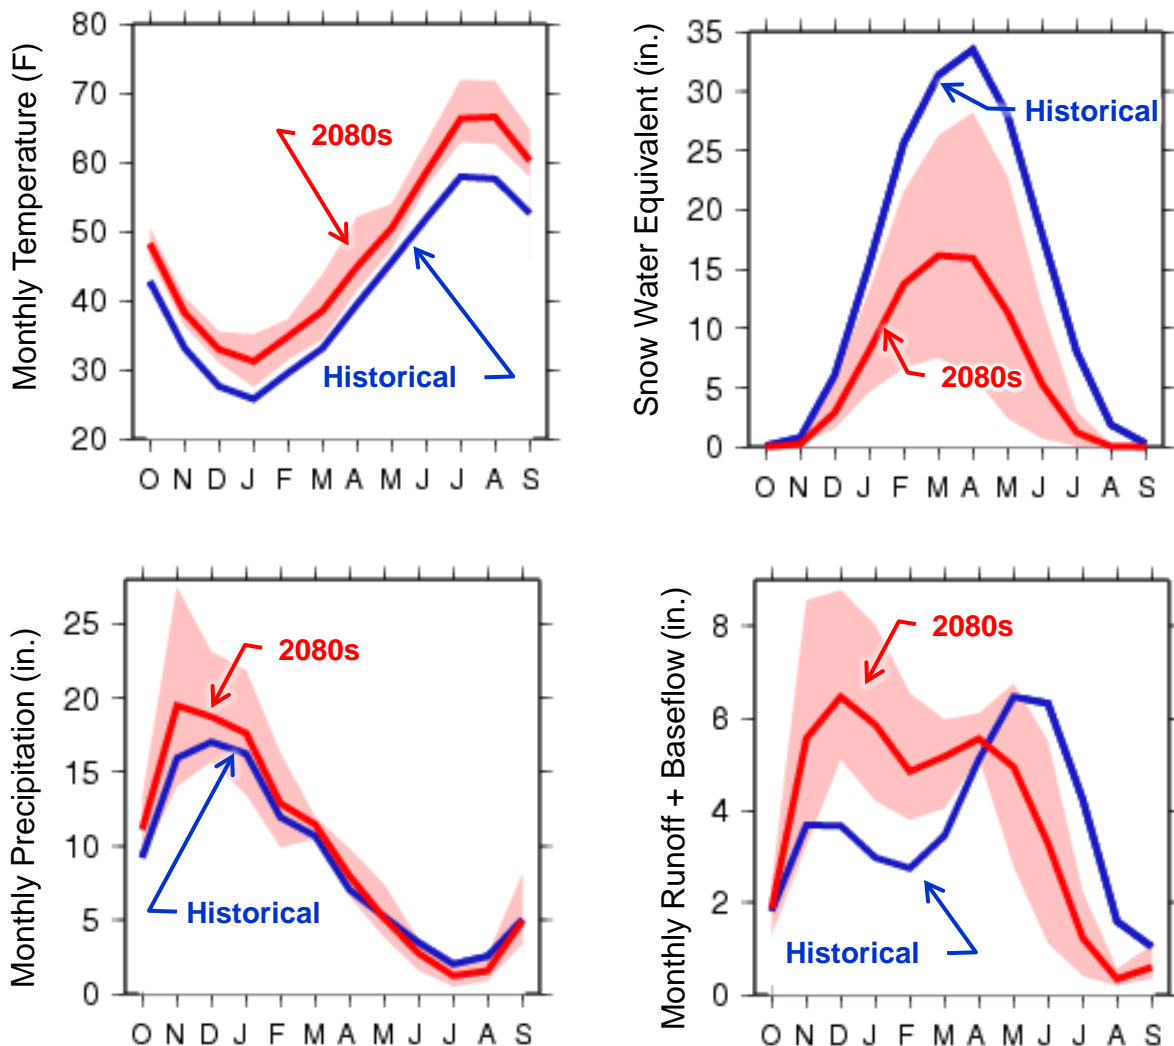 Monthly Temperature (F)
80
70
60
50
40
30
20
2080s
Historical
O N D J F M A M J J A S
Snow Water Equivalent (in.)
35
30
25
20
15
10
5
0
Historical
2080s
O N D J F M A M J J A S
Monthly Precipitation (in.)
25
20
15
10
5
0
2080s
Historical
O N D J F M A M J J A S
Monthly Runoff + Baseflow (in.)
8
6
4
2
0
2080s
Historical
O N D J F M A M J J A S